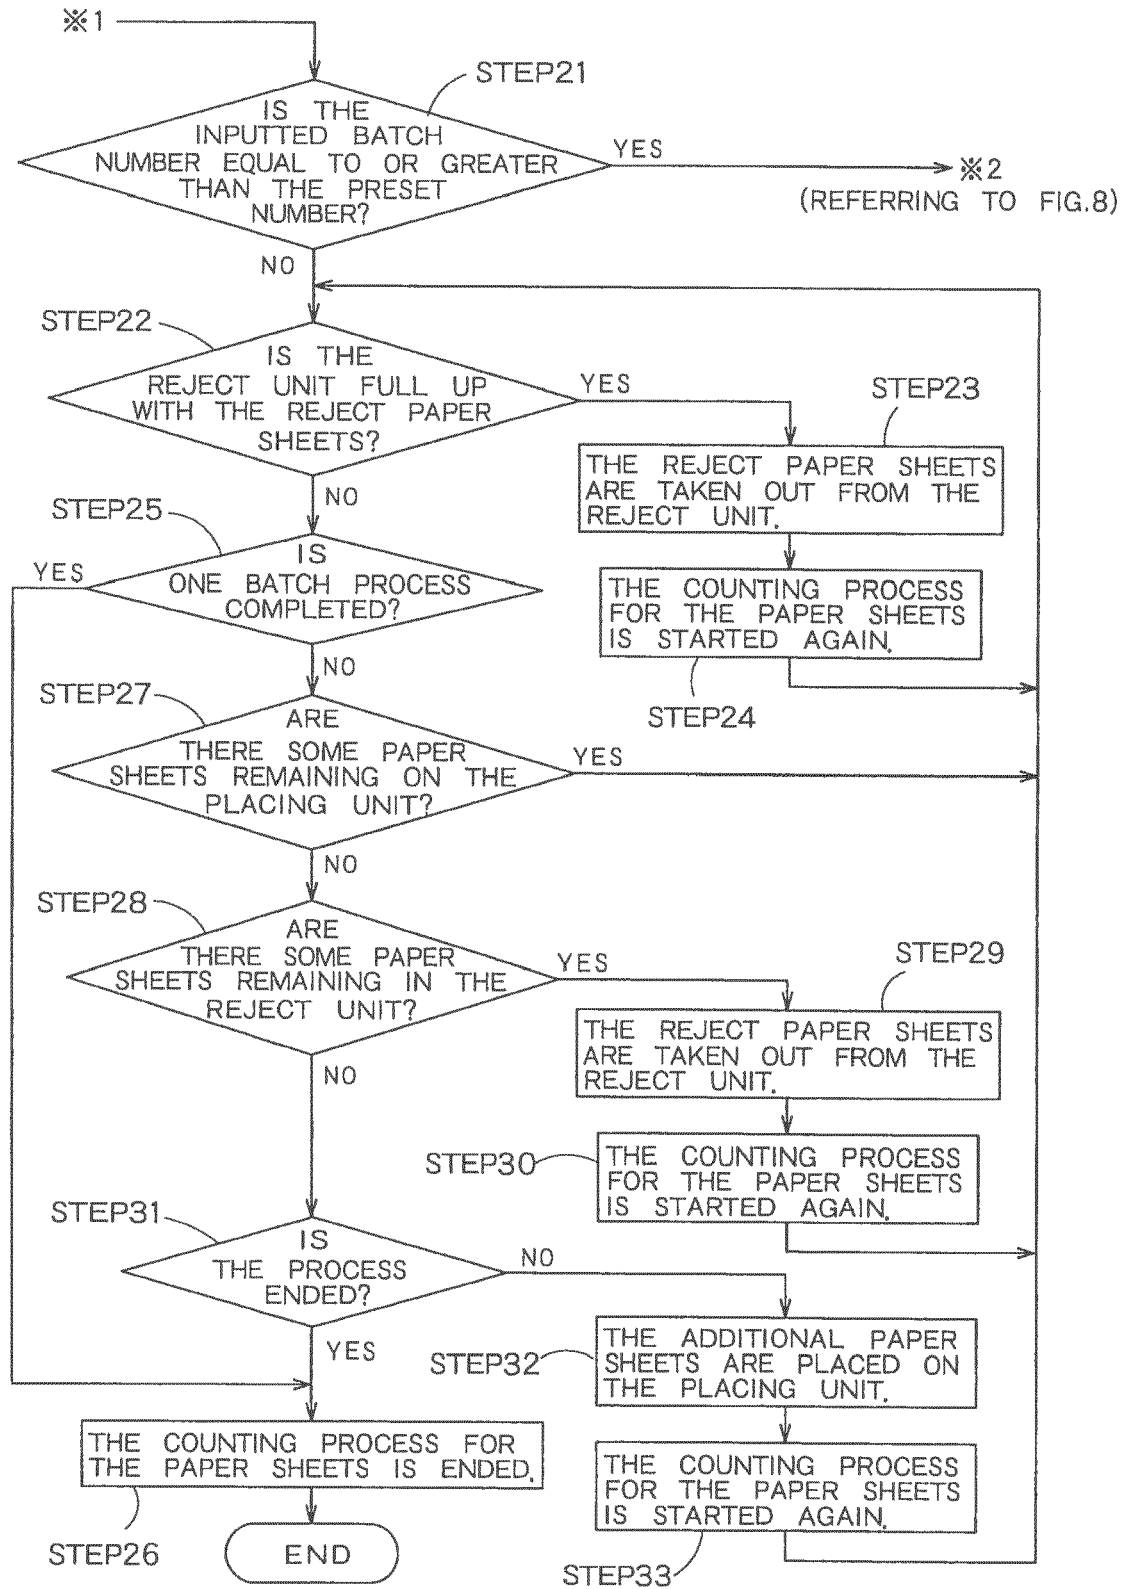 ※1
STEP21
IS THE
INPUTTED BATCH
NUMBER EQUAL TO OR GREATER
THAN THE PRESET
NUMBER?
YES
※2
(REFERRING TO FIG.8)
NO
STEP22
IS THE
REJECT UNIT FULL UP
WITH THE REJECT PAPER
SHEETS?
YES
STEP23
THE REJECT PAPER SHEETS
ARE TAKEN OUT FROM THE
REJECT UNIT.
NO
STEP25
IS
ONE BATCH PROCESS
COMPLETED?
YES
THE COUNTING PROCESS
FOR THE PAPER SHEETS
IS STARTED AGAIN.
STEP24
NO
STEP27
ARE
THERE SOME PAPER
SHEETS REMAINING ON THE
PLACING UNIT?
YES
NO
STEP28
ARE
THERE SOME PAPER
SHEETS REMAINING IN THE
REJECT UNIT?
YES
STEP29
THE REJECT PAPER SHEETS
ARE TAKEN OUT FROM THE
REJECT UNIT.
NO
STEP30
THE COUNTING PROCESS
FOR THE PAPER SHEETS
IS STARTED AGAIN.
STEP31
IS
THE PROCESS
ENDED?
NO
YES
STEP32
THE ADDITIONAL PAPER
SHEETS ARE PLACED ON
THE PLACING UNIT.
THE COUNTING PROCESS FOR
THE PAPER SHEETS IS ENDED.
STEP26
END
THE COUNTING PROCESS
FOR THE PAPER SHEETS
IS STARTED AGAIN.
STEP33